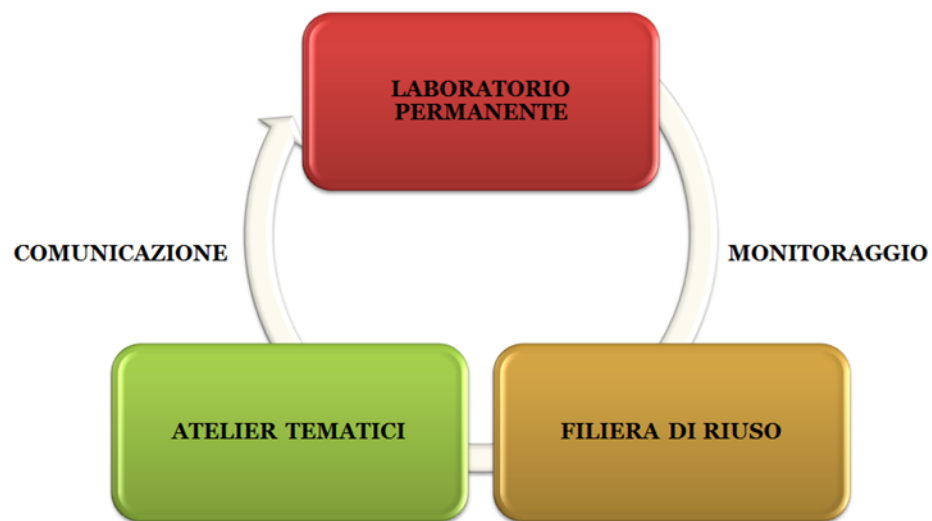 LABORATORIO
PERMANENTE
COMUNICAZIONE
MONITORAGGIO
ATELIER TEMATICI
FILIERA DI RIUSO